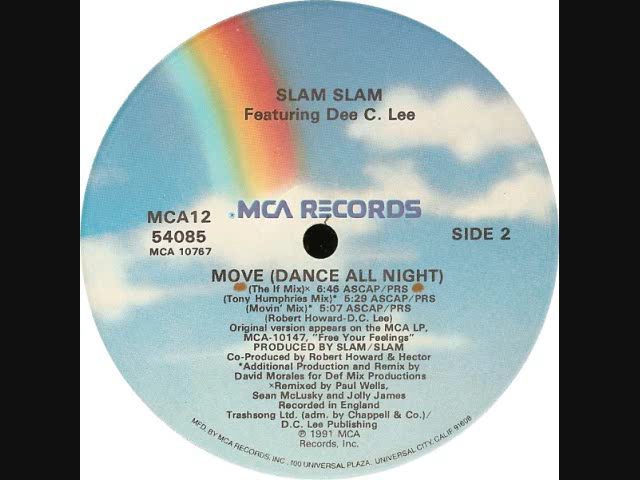 SLAM SLAM
Featuring Dee C. Lee
MCA RECORDS
MCA12
54085
MCA 10767
SIDE 2
MOVE (DANCE ALL NIGHT)
(The If Mix)× 6:46 ASCAP/PRS
(Tony Humphries Mix)* 5:29 ASCAP/PRS
(Movin' Mix)* 5:07 ASCAP/PRS
(Robert Howard-D.C. Lee)
Original version appears on the MCA LP,
MCA-10147, "Free Your Feelings"
PRODUCED BY SLAM/SLAM
Co-Produced by Robert Howard & Hector
*Additional Production and Remix by
David Morales for Def Mix Productions
×Remixed by Paul Wells,
Sean McLusky and Jolly James
Recorded in England
Trashsong Ltd. (adm. by Chappell & Co.)/
D.C. Lee Publishing
℗ © 1991 MCA
Records, Inc.
MFD. BY MCA RECORDS, INC., 100 UNIVERSAL PLAZA, UNIVERSAL CITY, CALIF. 91608